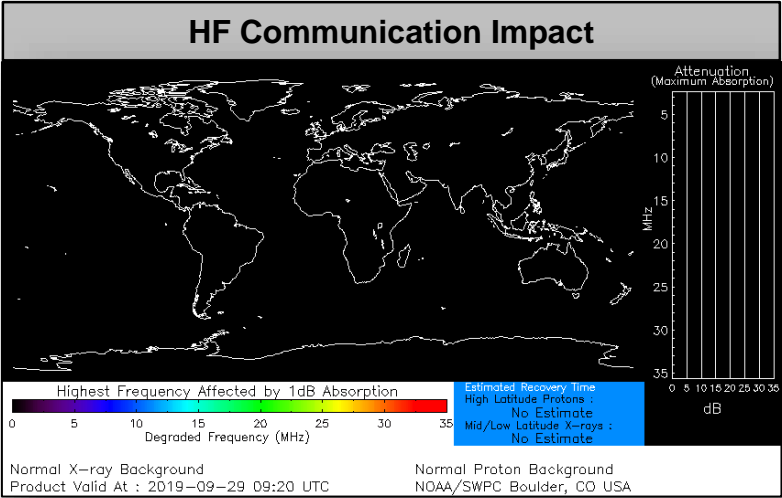 HF Communication Impact
Attenuation
(Maximum Absorption)
5
10
15
MHz
20
25
30
35
0 5 10 15 20 25 30 35
dB
Highest Frequency Affected by 1dB Absorption
0 5 10 15 20 25 30 35
Degraded Frequency (MHz)
Estimated Recovery Time
High Latitude Protons :
No Estimate
Mid/Low Latitude X-rays :
No Estimate
Normal X-ray Background
Normal Proton Background
Product Valid At : 2019-09-29 09:20 UTC
NOAA/SWPC Boulder, CO USA